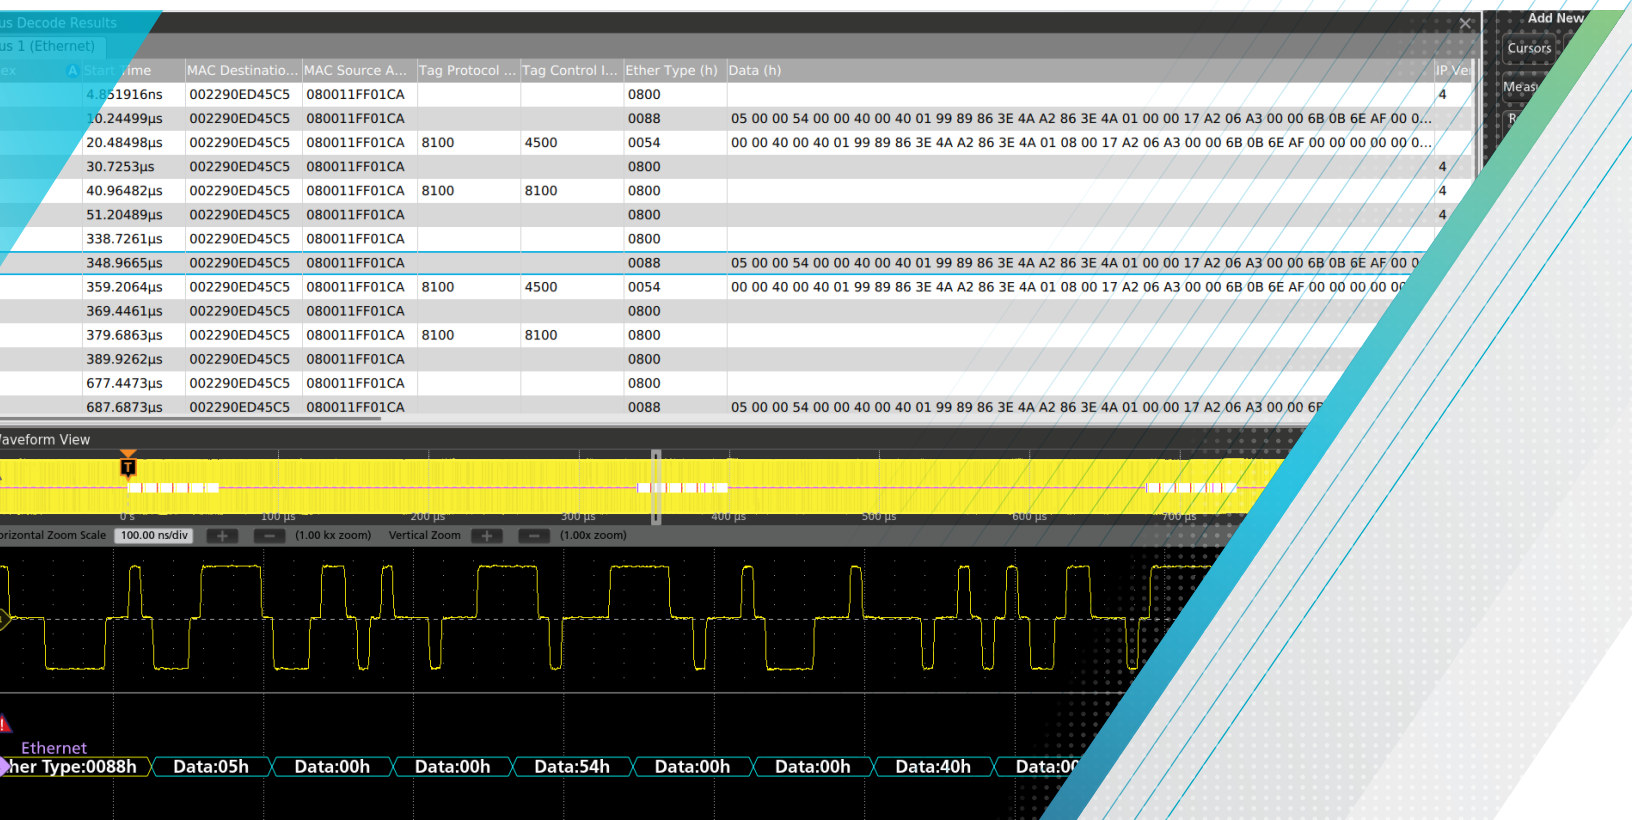 us Decode Results
Add New
us 1 (Ethernet)
Cursors
ex A Start Time MAC Destinatio... MAC Source A... Tag Protocol ... Tag Control I... Ether Type (h) Data (h) IP Ve
Meas
4.851916ns 002290ED45C5 080011FF01CA 0800 4
10.24499µs 002290ED45C5 080011FF01CA 0088 05 00 00 54 00 00 40 00 40 01 99 89 86 3E 4A A2 86 3E 4A 01 00 00 17 A2 06 A3 00 00 6B 0B 6E AF 00 0...
20.48498µs 002290ED45C5 080011FF01CA 8100 4500 0054 00 00 40 00 40 01 99 89 86 3E 4A A2 86 3E 4A 01 08 00 17 A2 06 A3 00 00 6B 0B 6E AF 00 00 00 00 00 0...
30.7253µs 002290ED45C5 080011FF01CA 0800 4
40.96482µs 002290ED45C5 080011FF01CA 8100 8100 0800 4
51.20489µs 002290ED45C5 080011FF01CA 0800 4
338.7261µs 002290ED45C5 080011FF01CA 0800
348.9665µs 002290ED45C5 080011FF01CA 0088 05 00 00 54 00 00 40 00 40 01 99 89 86 3E 4A A2 86 3E 4A 01 00 00 17 A2 06 A3 00 00 6B 0B 6E AF 00 0
359.2064µs 002290ED45C5 080011FF01CA 8100 4500 0054 00 00 40 00 40 01 99 89 86 3E 4A A2 86 3E 4A 01 08 00 17 A2 06 A3 00 00 6B 0B 6E AF 00 00 00 00 00
369.4461µs 002290ED45C5 080011FF01CA 0800
379.6863µs 002290ED45C5 080011FF01CA 8100 8100 0800
389.9262µs 002290ED45C5 080011FF01CA 0800
677.4473µs 002290ED45C5 080011FF01CA 0800
687.6873µs 002290ED45C5 080011FF01CA 0088 05 00 00 54 00 00 40 00 40 01 99 89 86 3E 4A A2 86 3E 4A 01 00 00 17 A2 06 A3 00 00 6B
Waveform View
T
0 s 100 µs 200 µs 300 µs 400 µs 500 µs 600 µs 700 µs
orizontal Zoom Scale 100.00 ns/div + − (1.00 kx zoom) Vertical Zoom + − (1.00x zoom)
!
Ethernet
her Type:0088h Data:05h Data:00h Data:00h Data:54h Data:00h Data:00h Data:40h Data:00